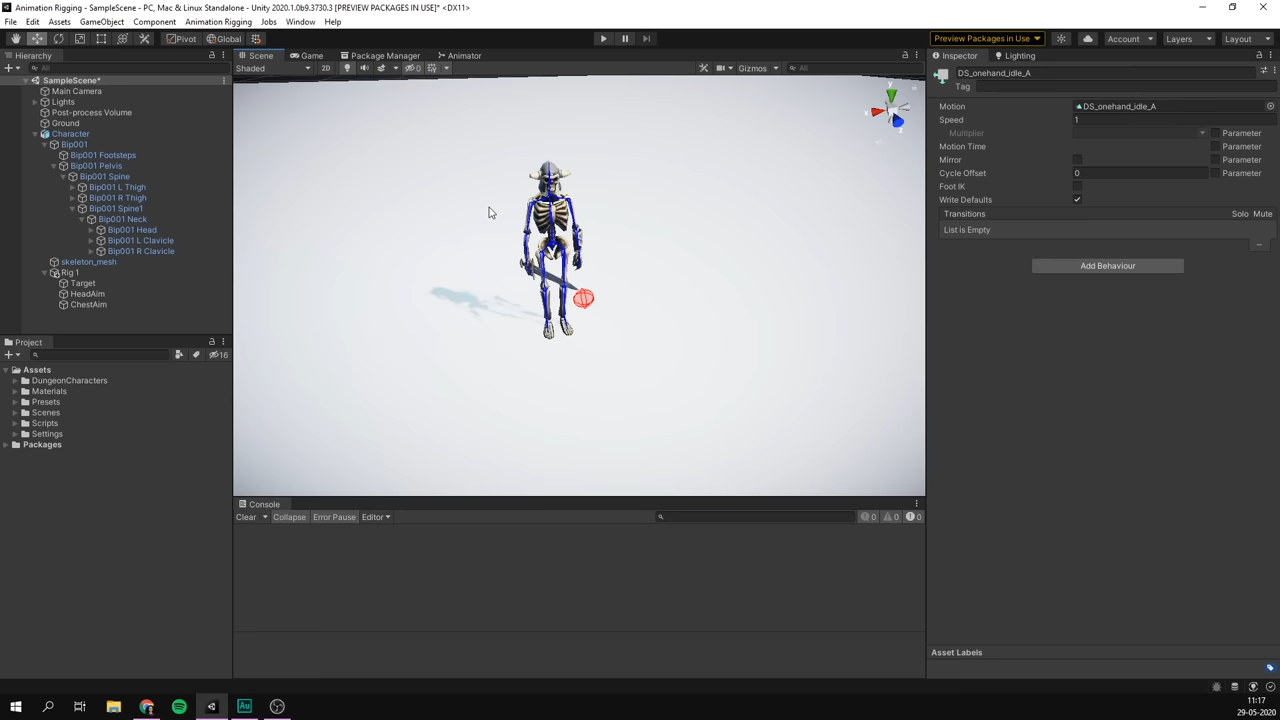 Animation Rigging - SampleScene - PC, Mac & Linux Standalone - Unity 2020.1.0b9.3730.3 [PREVIEW PACKAGES IN USE]* <DX11>
File Edit Assets GameObject Component Animation Rigging Jobs Window Help
Pivot Global Preview Packages in Use Account Layers Layout
Hierarchy Scene Game Package Manager Animator Inspector Lighting
All Shaded 2D 0 Gizmos All DS_onehand_idle_A
SampleScene* Tag
Main Camera
Lights Motion DS_onehand_idle_A
Post-process Volume Speed 1
Ground Multiplier Parameter
Character Motion Time Parameter
Bip001 Mirror Parameter
Bip001 Footsteps Cycle Offset 0 Parameter
Bip001 Pelvis Foot IK
Bip001 Spine Write Defaults
Bip001 L Thigh Transitions Solo Mute
Bip001 R Thigh List is Empty
Bip001 Spine1
Bip001 Neck Add Behaviour
Bip001 Head
Bip001 L Clavicle
Bip001 R Clavicle
skeleton_mesh
Rig 1
Target
HeadAim
ChestAim
x y z
Project
16
Assets
DungeonCharacters
Materials
Presets
Scenes
Scripts
Settings
Packages
Console
Clear Collapse Error Pause Editor 0 0 0
Asset Labels
Au
11:17
29-05-2020